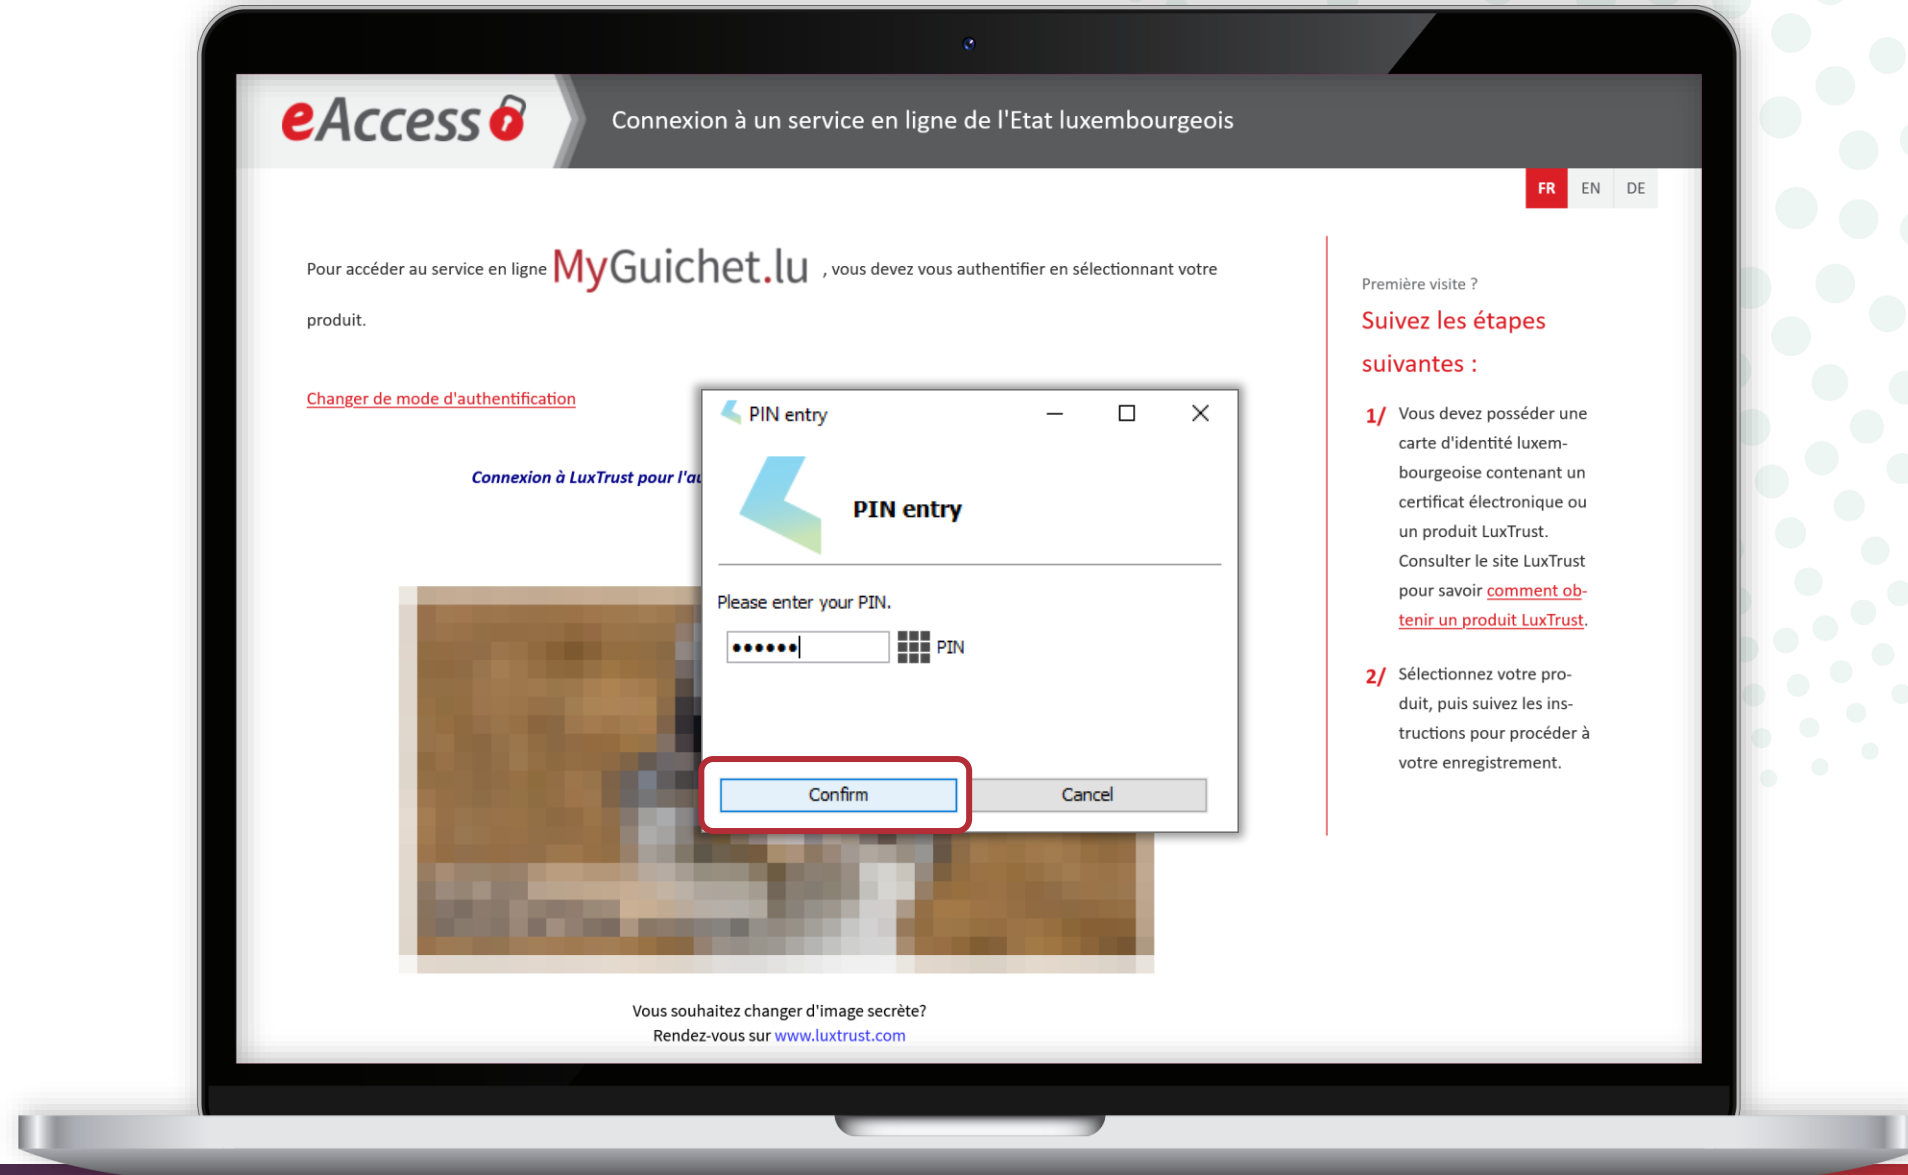 eAccess
Connexion à un service en ligne de l'Etat luxembourgeois
FR EN DE
Pour accéder au service en ligne MyGuichet.lu , vous devez vous authentifier en sélectionnant votre
produit.
Changer de mode d'authentification
Connexion à LuxTrust pour l'au
PIN entry
PIN entry
Please enter your PIN.
PIN
Confirm
Cancel
Vous souhaitez changer d'image secrète?
Rendez-vous sur www.luxtrust.com
Première visite ?
Suivez les étapes
suivantes :
1/ Vous devez posséder une
carte d'identité luxem-
bourgeoise contenant un
certificat électronique ou
un produit LuxTrust.
Consulter le site LuxTrust
pour savoir comment ob-
tenir un produit LuxTrust.
2/ Sélectionnez votre pro-
duit, puis suivez les ins-
tructions pour procéder à
votre enregistrement.